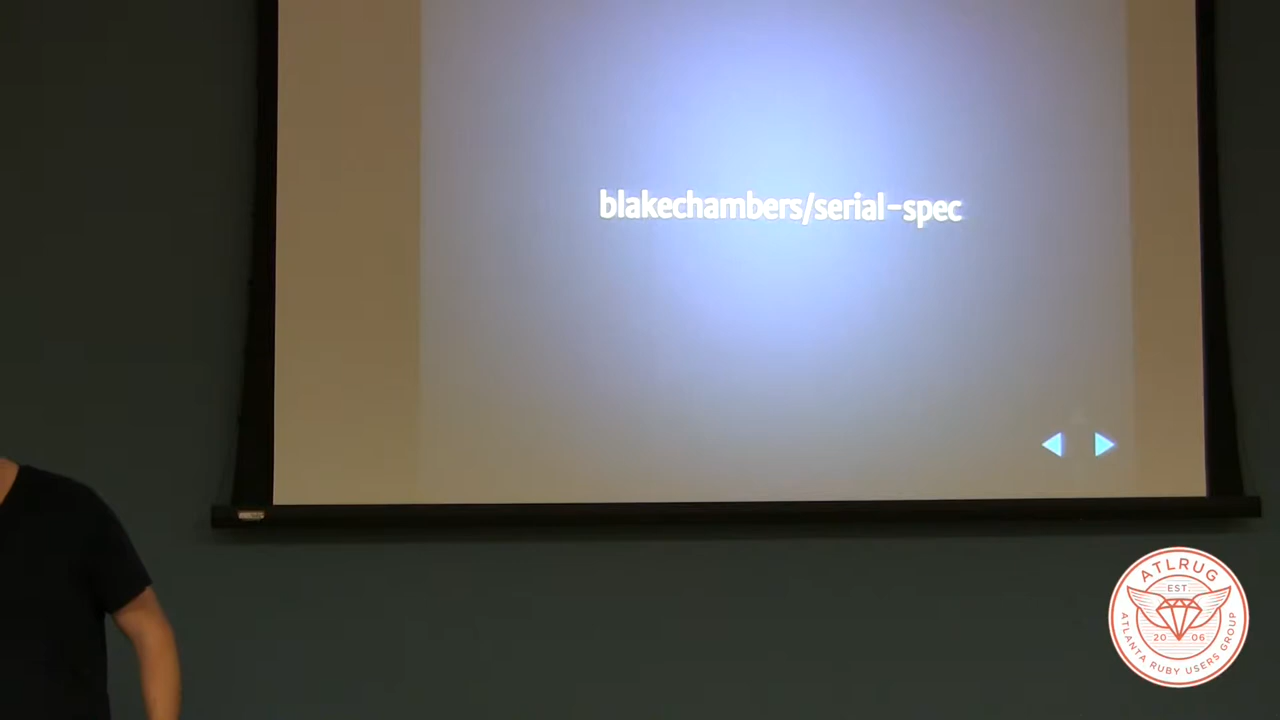 blakechambers/serial-spec
ATLRUG
EST.
20 06
ATLANTA RUBY USERS GROUP